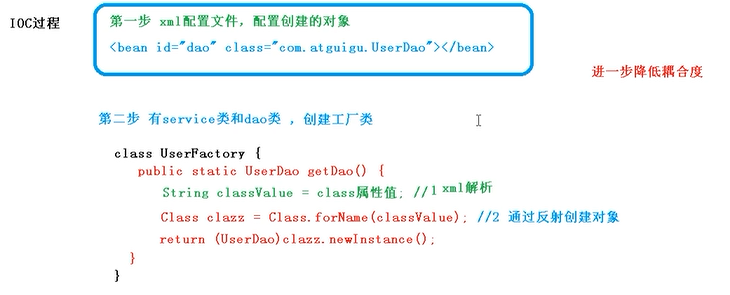 IOC过程
第一步 xml配置文件，配置创建的对象
<bean id="dao" class="com.atguigu.UserDao"></bean>
进一步降低耦合度
第二步 有service类和dao类 ，创建工厂类
class UserFactory {
public static UserDao getDao() {
String classValue = class属性值; //1 xml解析
Class clazz = Class.forName(classValue); //2 通过反射创建对象
return (UserDao)clazz.newInstance();
}
}